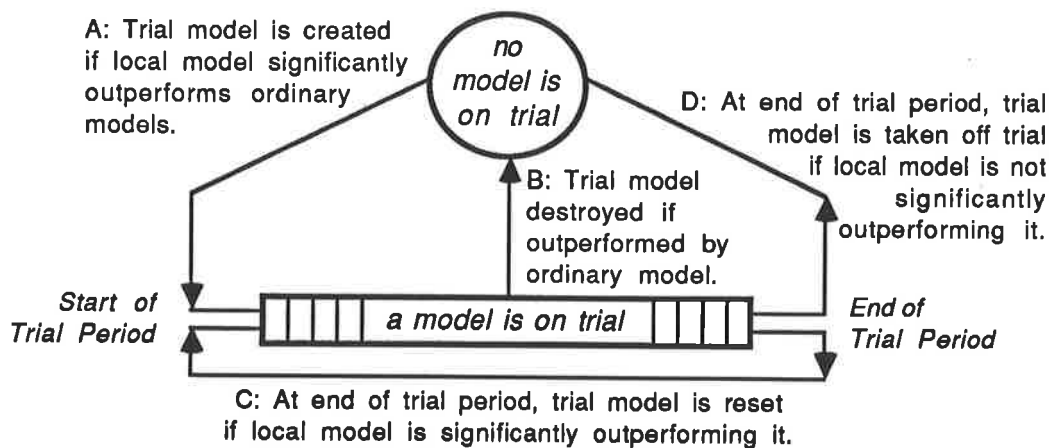 A: Trial model is created
if local model significantly
outperforms ordinary
models.
no
model is
on trial
D: At end of trial period, trial
model is taken off trial
if local model is not
significantly
outperforming it.
B: Trial model
destroyed if
outperformed by
ordinary model.
Start of
Trial Period
a model is on trial
End of
Trial Period
C: At end of trial period, trial model is reset
if local model is significantly outperforming it.